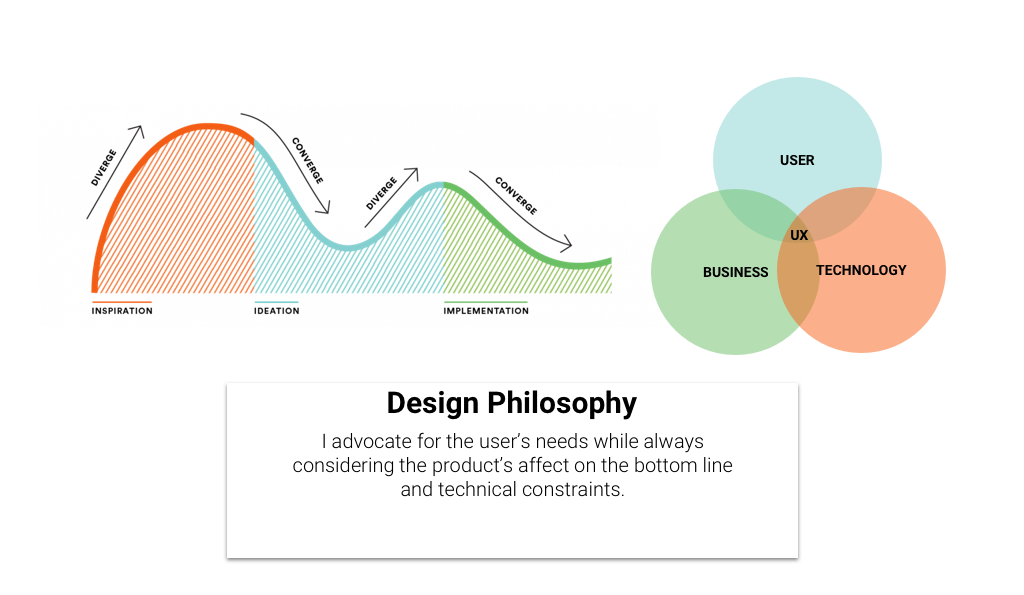 DIVERGE
CONVERGE
DIVERGE
CONVERGE
INSPIRATION
IDEATION
IMPLEMENTATION
USER
UX
BUSINESS
TECHNOLOGY
Design Philosophy
I advocate for the user’s needs while always
considering the product’s affect on the bottom line
and technical constraints.